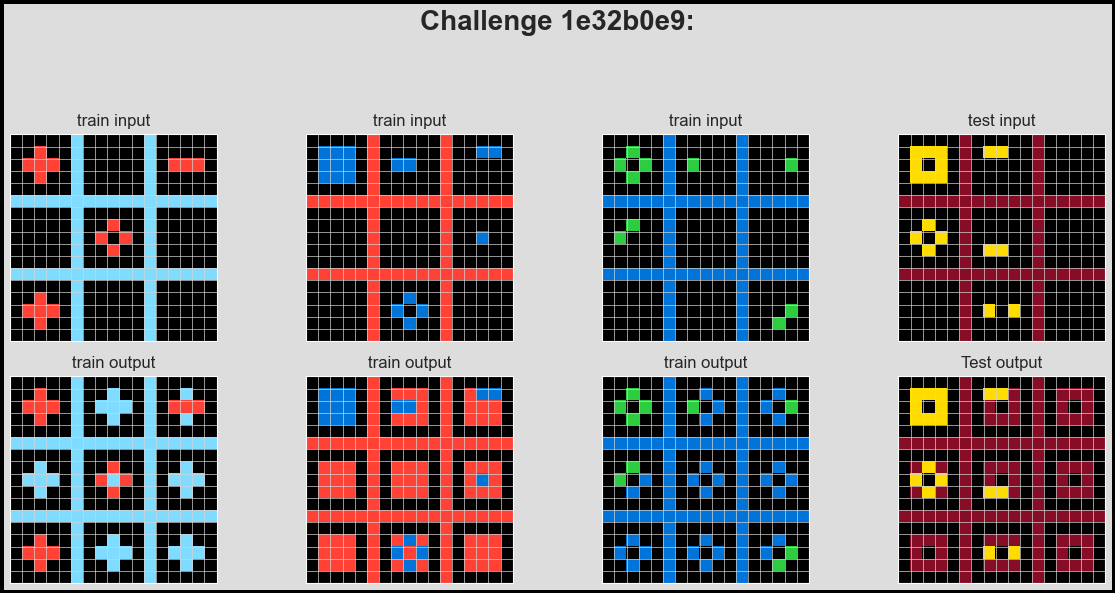 Challenge 1e32b0e9:
train input
train input
train input
test input
train output
train output
train output
Test output